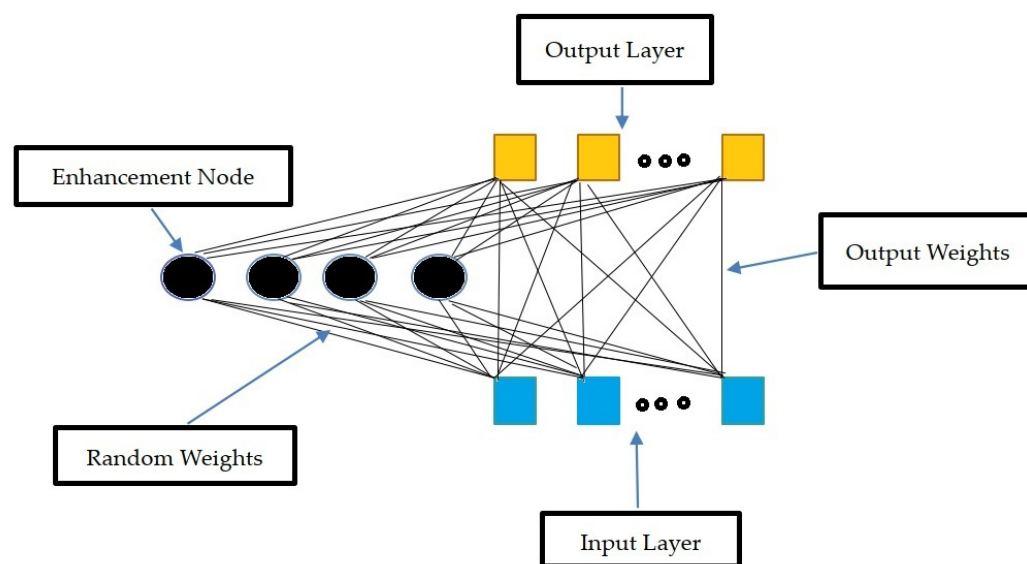 Output Layer
Enhancement Node
Output Weights
Random Weights
Input Layer